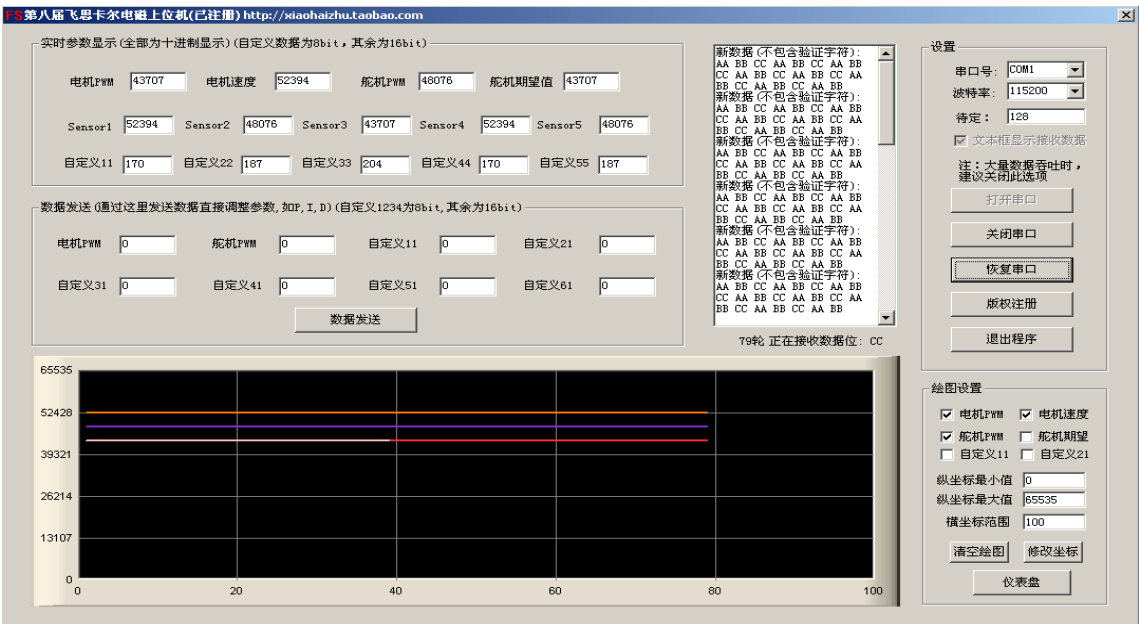 FS第八届飞思卡尔电磁上位机(已注册) http://xiaohaizhu.taobao.com
实时参数显示(全部为十进制显示)(自定义数据为8bit，其余为16bit)
电机PWM 43707 电机速度 52394 舵机PWM 48076 舵机期望值 43707
Sensor1 52394 Sensor2 48076 Sensor3 43707 Sensor4 52394 Sensor5 48076
自定义11 170 自定义22 187 自定义33 204 自定义44 170 自定义55 187
数据发送(通过这里发送数据直接调整参数,如P,I,D)(自定义1234为8bit,其余为16bit)
电机PWM 0 舵机PWM 0 自定义11 0 自定义21 0
自定义31 0 自定义41 0 自定义51 0 自定义61 0
数据发送
新数据(不包含验证字符):
AA BB CC AA BB CC AA BB
CC AA BB CC AA BB CC AA
BB CC AA BB CC AA BB
新数据(不包含验证字符):
AA BB CC AA BB CC AA BB
CC AA BB CC AA BB CC AA
BB CC AA BB CC AA BB
新数据(不包含验证字符):
AA BB CC AA BB CC AA BB
CC AA BB CC AA BB CC AA
BB CC AA BB CC AA BB
新数据(不包含验证字符):
AA BB CC AA BB CC AA BB
CC AA BB CC AA BB CC AA
BB CC AA BB CC AA BB
新数据(不包含验证字符):
AA BB CC AA BB CC AA BB
CC AA BB CC AA BB CC AA
BB CC AA BB CC AA BB
新数据(不包含验证字符):
AA BB CC AA BB CC AA BB
CC AA BB CC AA BB CC AA
BB CC AA BB CC AA BB
79轮 正在接收数据位: CC
设置
串口号: COM1
波特率: 115200
待定： 128
文本框显示接收数据
注：大量数据吞吐时，
建议关闭此选项
打开串口
关闭串口
恢复串口
版权注册
退出程序
65535
52428
39321
26214
13107
0
0 20 40 60 80 100
绘图设置
电机PWM 电机速度
舵机PWM 舵机期望
自定义11 自定义21
纵坐标最小值 0
纵坐标最大值 65535
横坐标范围 100
清空绘图 修改坐标
仪表盘